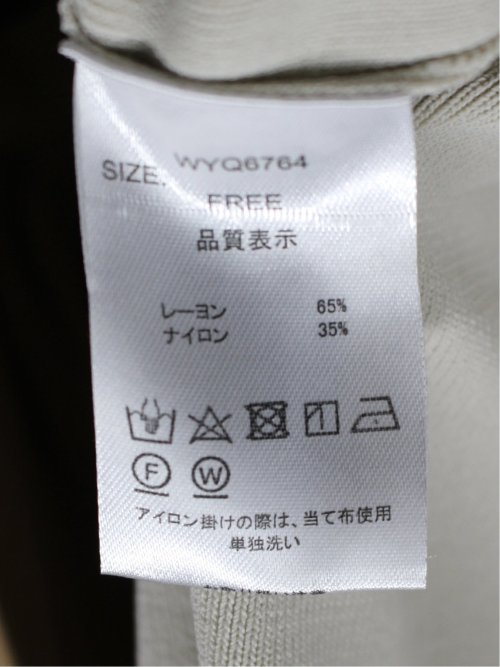 WYQ6764
SIZE. FREE
品質表示
レーヨン 65%
ナイロン 35%
F W
アイロン掛けの際は、当て布使用
単独洗い